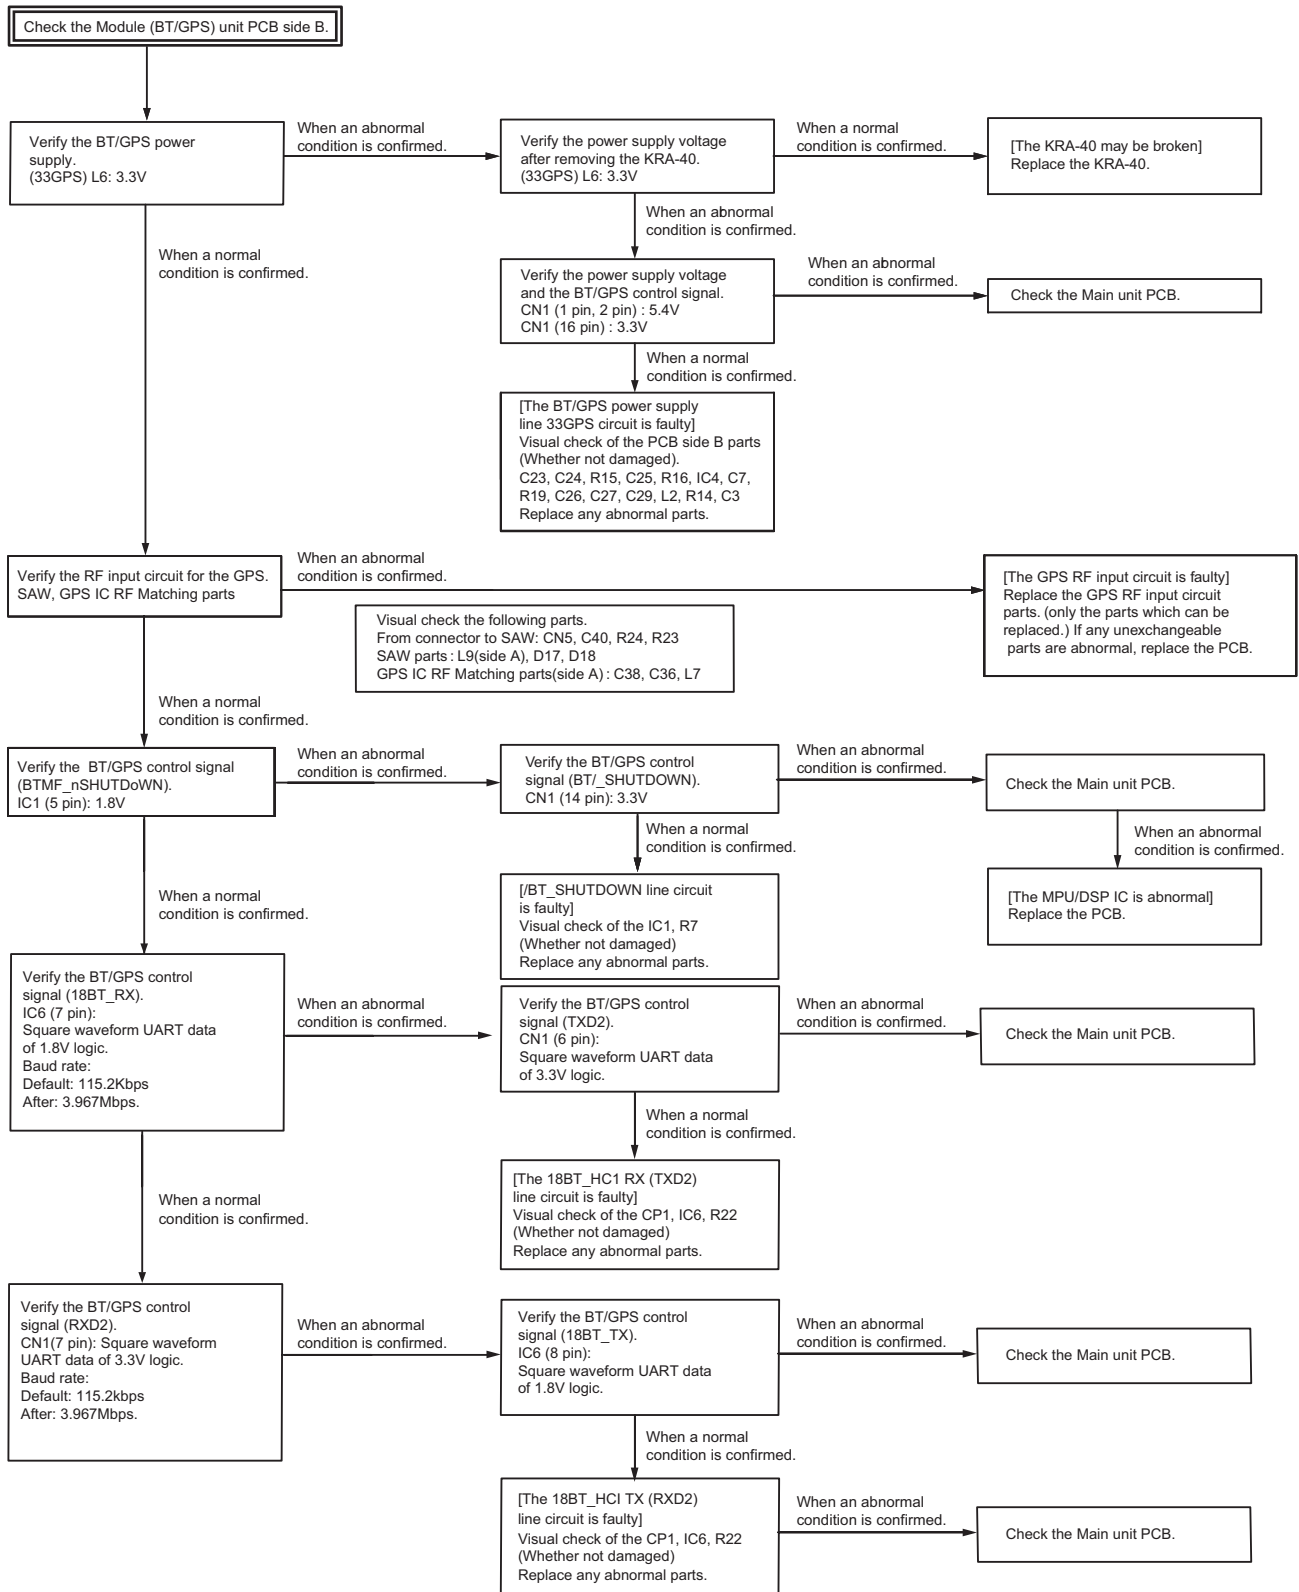 Check the Module (BT/GPS) unit PCB side B.
Verify the BT/GPS power
supply.
(33GPS) L6: 3.3V
When an abnormal
condition is confirmed.
Verify the power supply voltage
after removing the KRA-40.
(33GPS) L6: 3.3V
When a normal
condition is confirmed.
[The KRA-40 may be broken]
Replace the KRA-40.
When an abnormal
condition is confirmed.
When a normal
condition is confirmed.
Verify the power supply voltage
and the BT/GPS control signal.
CN1 (1 pin, 2 pin) : 5.4V
CN1 (16 pin) : 3.3V
When an abnormal
condition is confirmed.
Check the Main unit PCB.
When a normal
condition is confirmed.
[The BT/GPS power supply
line 33GPS circuit is faulty]
Visual check of the PCB side B parts
(Whether not damaged).
C23, C24, R15, C25, R16, IC4, C7,
R19, C26, C27, C29, L2, R14, C3
Replace any abnormal parts.
Verify the RF input circuit for the GPS.
SAW, GPS IC RF Matching parts
When an abnormal
condition is confirmed.
[The GPS RF input circuit is faulty]
Replace the GPS RF input circuit
parts. (only the parts which can be
replaced.) If any unexchangeable
parts are abnormal, replace the PCB.
Visual check the following parts.
From connector to SAW: CN5, C40, R24, R23
SAW parts : L9(side A), D17, D18
GPS IC RF Matching parts(side A) : C38, C36, L7
When a normal
condition is confirmed.
Verify the BT/GPS control signal
(BTMF_nSHUTDoWN).
IC1 (5 pin): 1.8V
When an abnormal
condition is confirmed.
Verify the BT/GPS control
signal (BT/_SHUTDOWN).
CN1 (14 pin): 3.3V
When an abnormal
condition is confirmed.
Check the Main unit PCB.
When a normal
condition is confirmed.
When an abnormal
condition is confirmed.
When a normal
condition is confirmed.
[/BT_SHUTDOWN line circuit
is faulty]
Visual check of the IC1, R7
(Whether not damaged)
Replace any abnormal parts.
[The MPU/DSP IC is abnormal]
Replace the PCB.
Verify the BT/GPS control
signal (18BT_RX).
IC6 (7 pin):
Square waveform UART data
of 1.8V logic.
Baud rate:
Default: 115.2Kbps
After: 3.967Mbps.
When an abnormal
condition is confirmed.
Verify the BT/GPS control
signal (TXD2).
CN1 (6 pin):
Square waveform UART data
of 3.3V logic.
When an abnormal
condition is confirmed.
Check the Main unit PCB.
When a normal
condition is confirmed.
When a normal
condition is confirmed.
[The 18BT_HC1 RX (TXD2)
line circuit is faulty]
Visual check of the CP1, IC6, R22
(Whether not damaged)
Replace any abnormal parts.
Verify the BT/GPS control
signal (RXD2).
CN1(7 pin): Square waveform
UART data of 3.3V logic.
Baud rate:
Default: 115.2kbps
After: 3.967Mbps.
When an abnormal
condition is confirmed.
Verify the BT/GPS control
signal (18BT_TX).
IC6 (8 pin):
Square waveform UART data
of 1.8V logic.
When an abnormal
condition is confirmed.
Check the Main unit PCB.
When a normal
condition is confirmed.
[The 18BT_HCI TX (RXD2)
line circuit is faulty]
Visual check of the CP1, IC6, R22
(Whether not damaged)
Replace any abnormal parts.
When an abnormal
condition is confirmed.
Check the Main unit PCB.